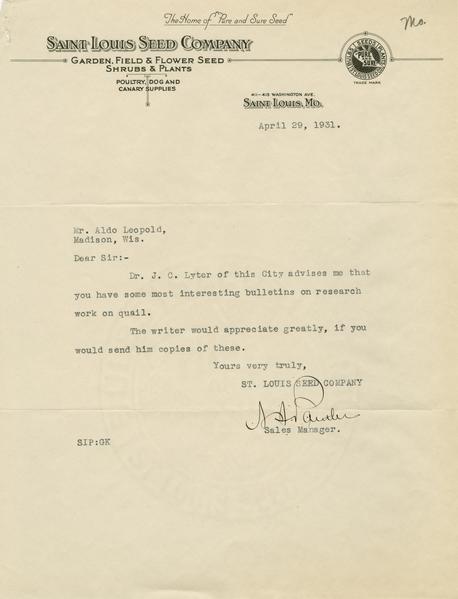 The Home of "Pure and Sure Seed"
Mo.
SAINT LOUIS SEED COMPANY
GARDEN, FIELD & FLOWER SEED
SHRUBS & PLANTS
POULTRY, DOG AND
CANARY SUPPLIES
PURE
SURE
TRADE MARK
411-415 WASHINGTON AVE.
SAINT LOUIS, MO.
April 29, 1931.
Mr. Aldo Leopold,
Madison, Wis.
Dear Sir:-
Dr. J. C. Lyter of this City advises me that
you have some most interesting bulletins on research
work on quail.
The writer would appreciate greatly, if you
would send him copies of these.
Yours very truly,
ST. LOUIS SEED COMPANY
Sales Manager.
SIP:GK